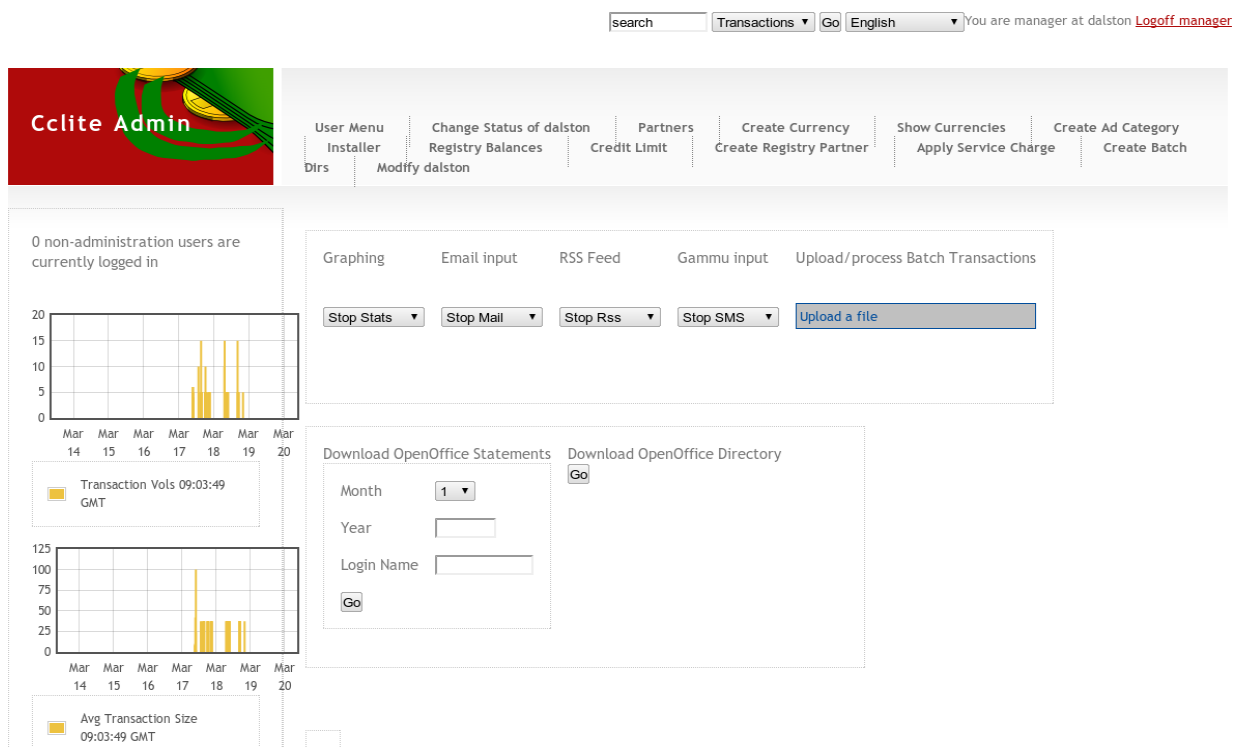 search Transactions Go English You are manager at dalston Logoff manager
Cclite Admin
User Menu Change Status of dalston Partners Create Currency Show Currencies Create Ad Category
Installer Registry Balances Credit Limit Create Registry Partner Apply Service Charge Create Batch
Dirs Modify dalston
0 non-administration users are
currently logged in
Graphing Email input RSS Feed Gammu input Upload/process Batch Transactions
Stop Stats Stop Mail Stop Rss Stop SMS Upload a file
20
15
10
5
0
Mar Mar Mar Mar Mar Mar Mar
14 15 16 17 18 19 20
Transaction Vols 09:03:49
GMT
Download OpenOffice Statements Download OpenOffice Directory
Go
Month 1
Year
Login Name
Go
125
100
75
50
25
0
Mar Mar Mar Mar Mar Mar Mar
14 15 16 17 18 19 20
Avg Transaction Size
09:03:49 GMT